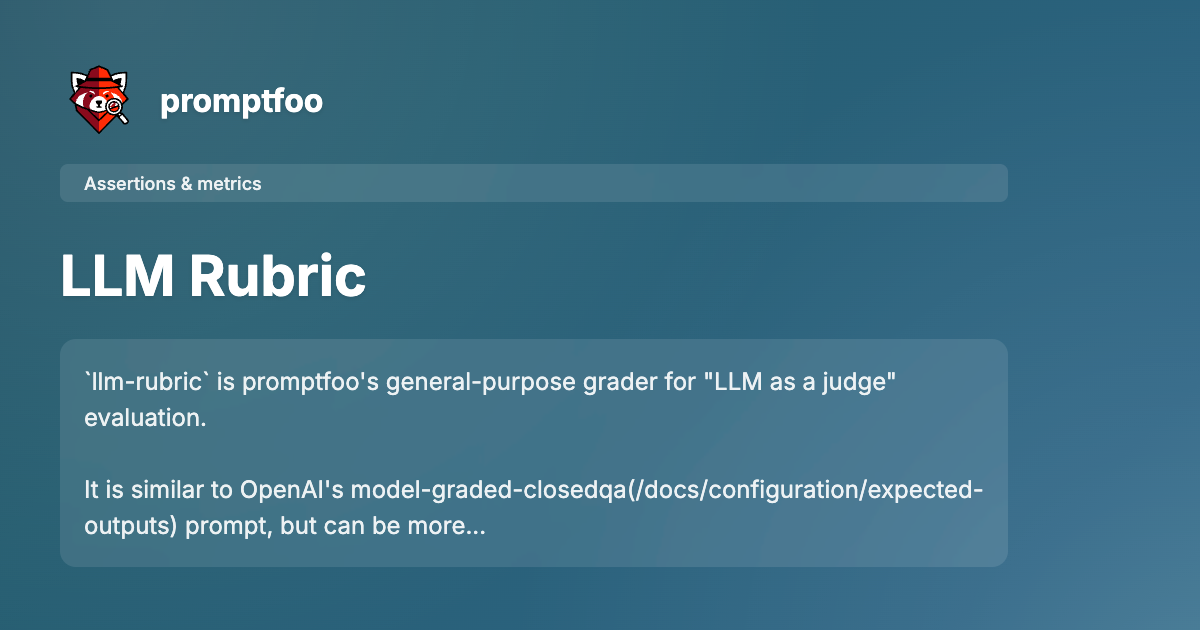 promptfoo
Assertions & metrics
LLM Rubric
`llm-rubric` is promptfoo's general-purpose grader for "LLM as a judge"
evaluation.
It is similar to OpenAI's model-graded-closedqa(/docs/configuration/expected-
outputs) prompt, but can be more...